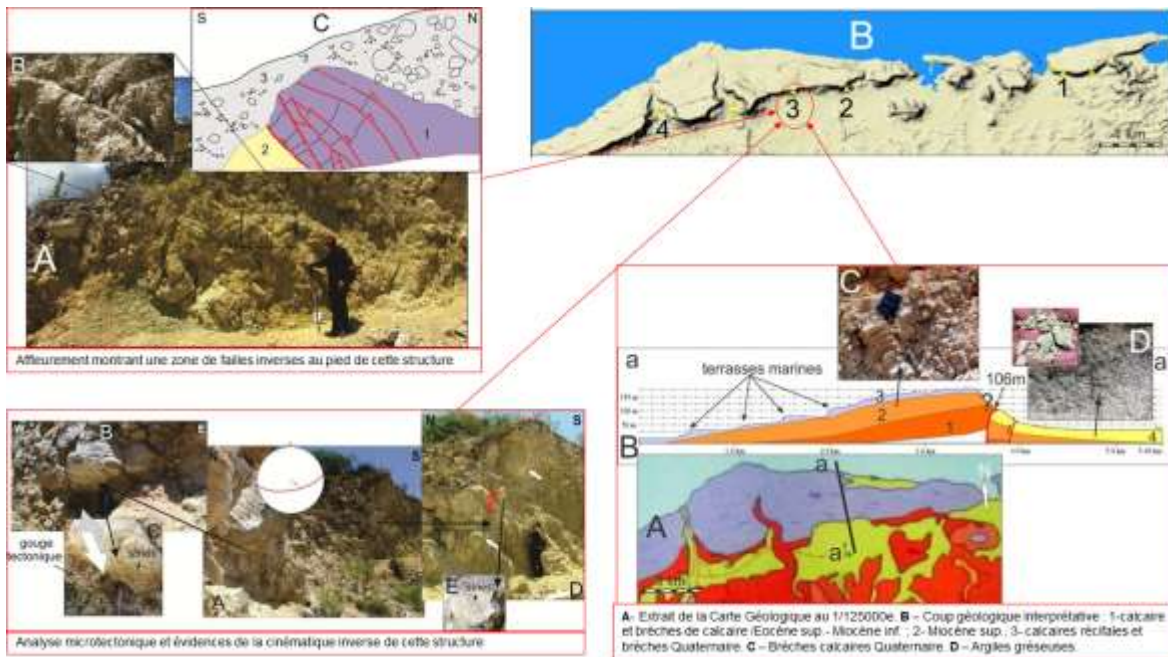 S
C
N
B
3
1
2
A
Affleurement montrant une zone de failles inverses au pied de cette structure
B
4
3
2
1
4 km
C
D
a
terrasses marines
106m
a'
3
2
1
4
B
A
a
a'
A- Extrait de la Carte Géologique au 1/125000e. B – Coup géologique interprétative : 1-calcaire
et brèches de calcaire /Eocène sup.- Miocène inf. ; 2- Miocène sup.; 3- calcaires récifales et
brèches Quaternaire. C – Brèches calcaires Quaternaire. D – Argiles gréseuses.
B
E
S
N
S
gouge
tectonique
C
A
E
D
Analyse microtectonique et évidences de la cinématique inverse de cette structure